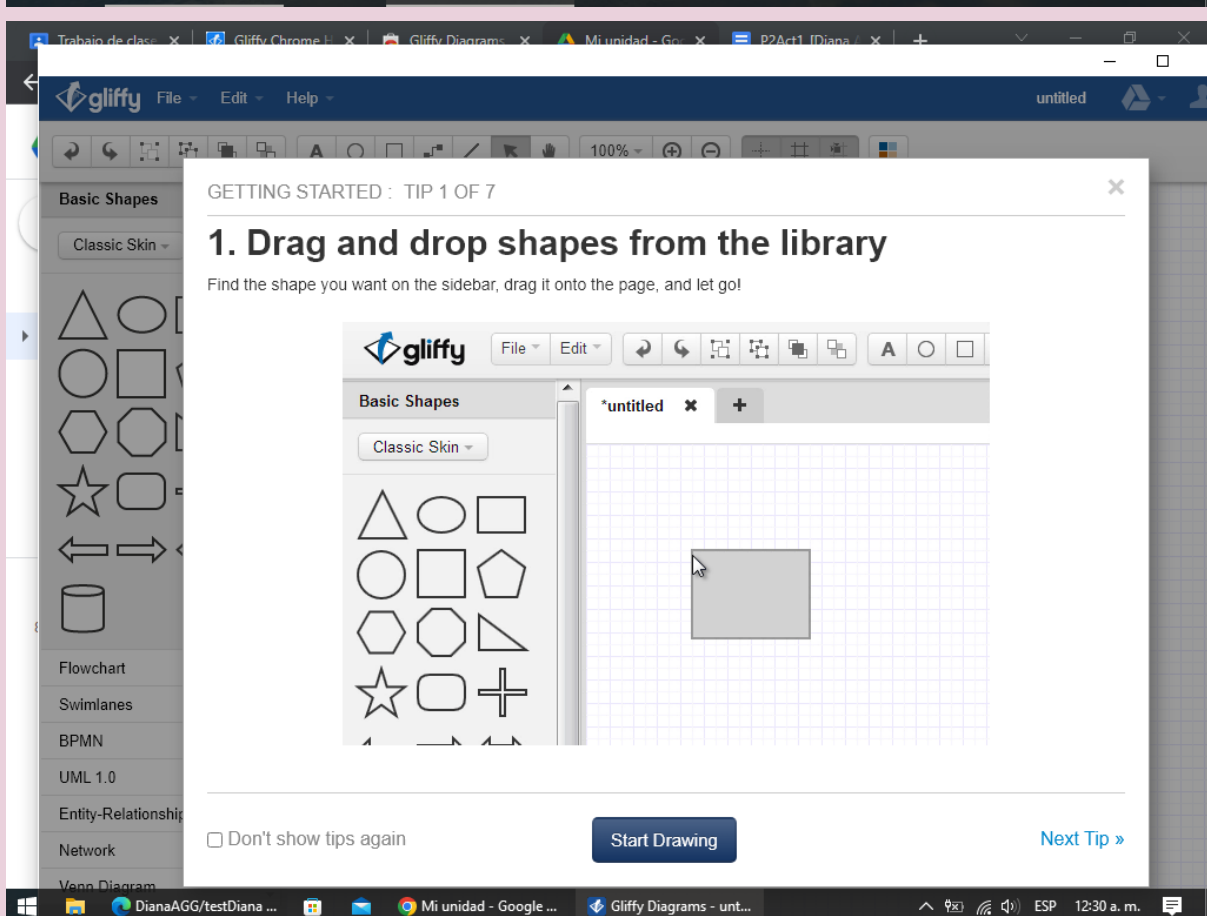 Trabajo de clase
Gliffy Chrome H
Gliffy Diagrams
Mi unidad - Goo
P2Act1 [Diana
gliffy File Edit Help untitled
A 100%
Basic Shapes
Classic Skin
GETTING STARTED : TIP 1 OF 7
1. Drag and drop shapes from the library
Find the shape you want on the sidebar, drag it onto the page, and let go!
gliffy File Edit A
Basic Shapes
*untitled
Classic Skin
Flowchart
Swimlanes
BPMN
UML 1.0
Entity-Relationship
Network
Venn Diagram
Don't show tips again
Start Drawing
Next Tip »
DianaAGG/testDiana ...
Mi unidad - Google ...
Gliffy Diagrams - unt...
ESP 12:30 a. m.